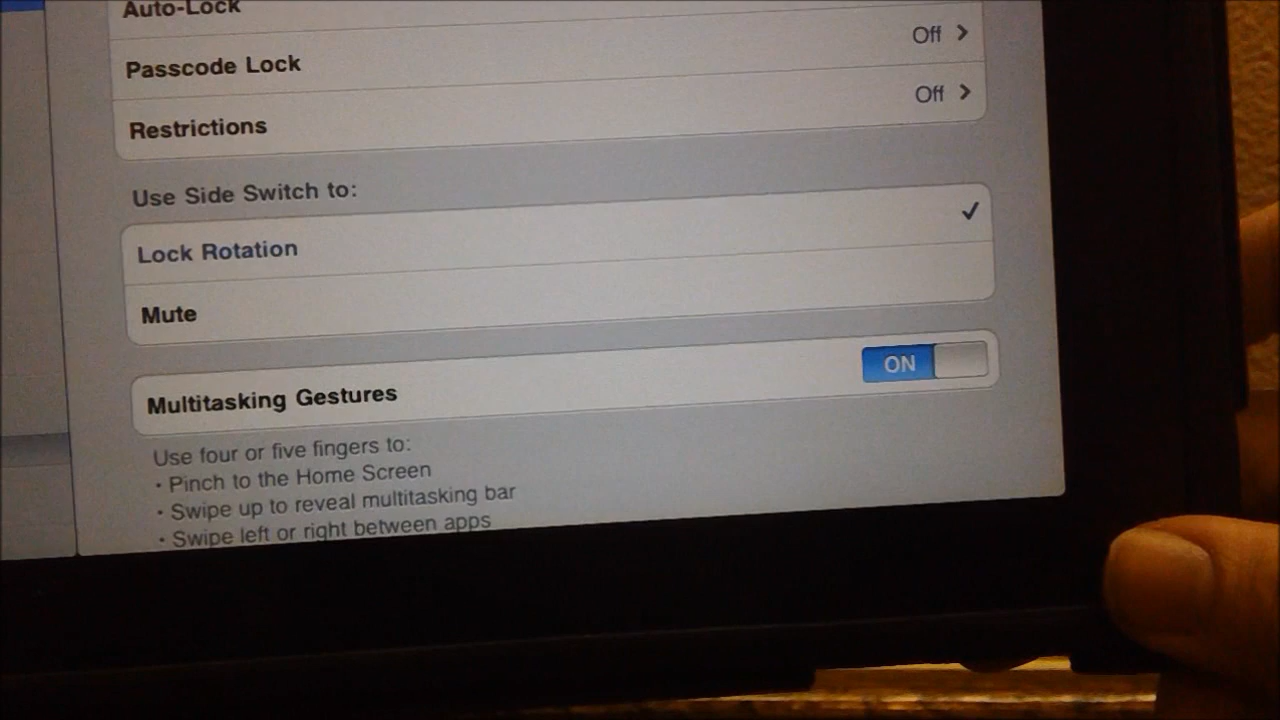 Auto-Lock
Passcode Lock Off
Restrictions Off
Use Side Switch to:
Lock Rotation
Mute
Multitasking Gestures ON
Use four or five fingers to:
• Pinch to the Home Screen
• Swipe up to reveal multitasking bar
• Swipe left or right between apps